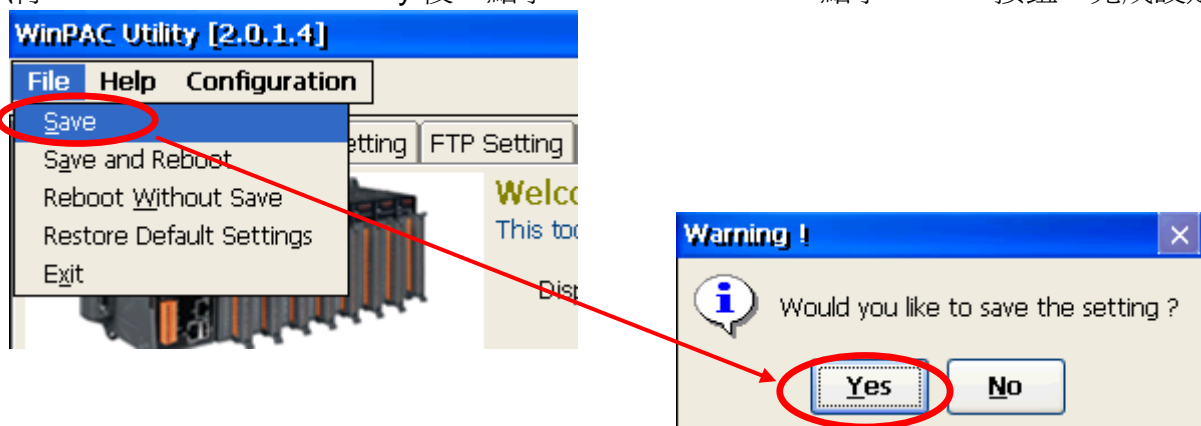 WinPAC Utility [2.0.1.4]
File Help Configuration
Save
Save and Reboot
Reboot Without Save
Restore Default Settings
Exit
etting FTP Setting
Welco
This too
Disp
Warning !
Would you like to save the setting ?
Yes No